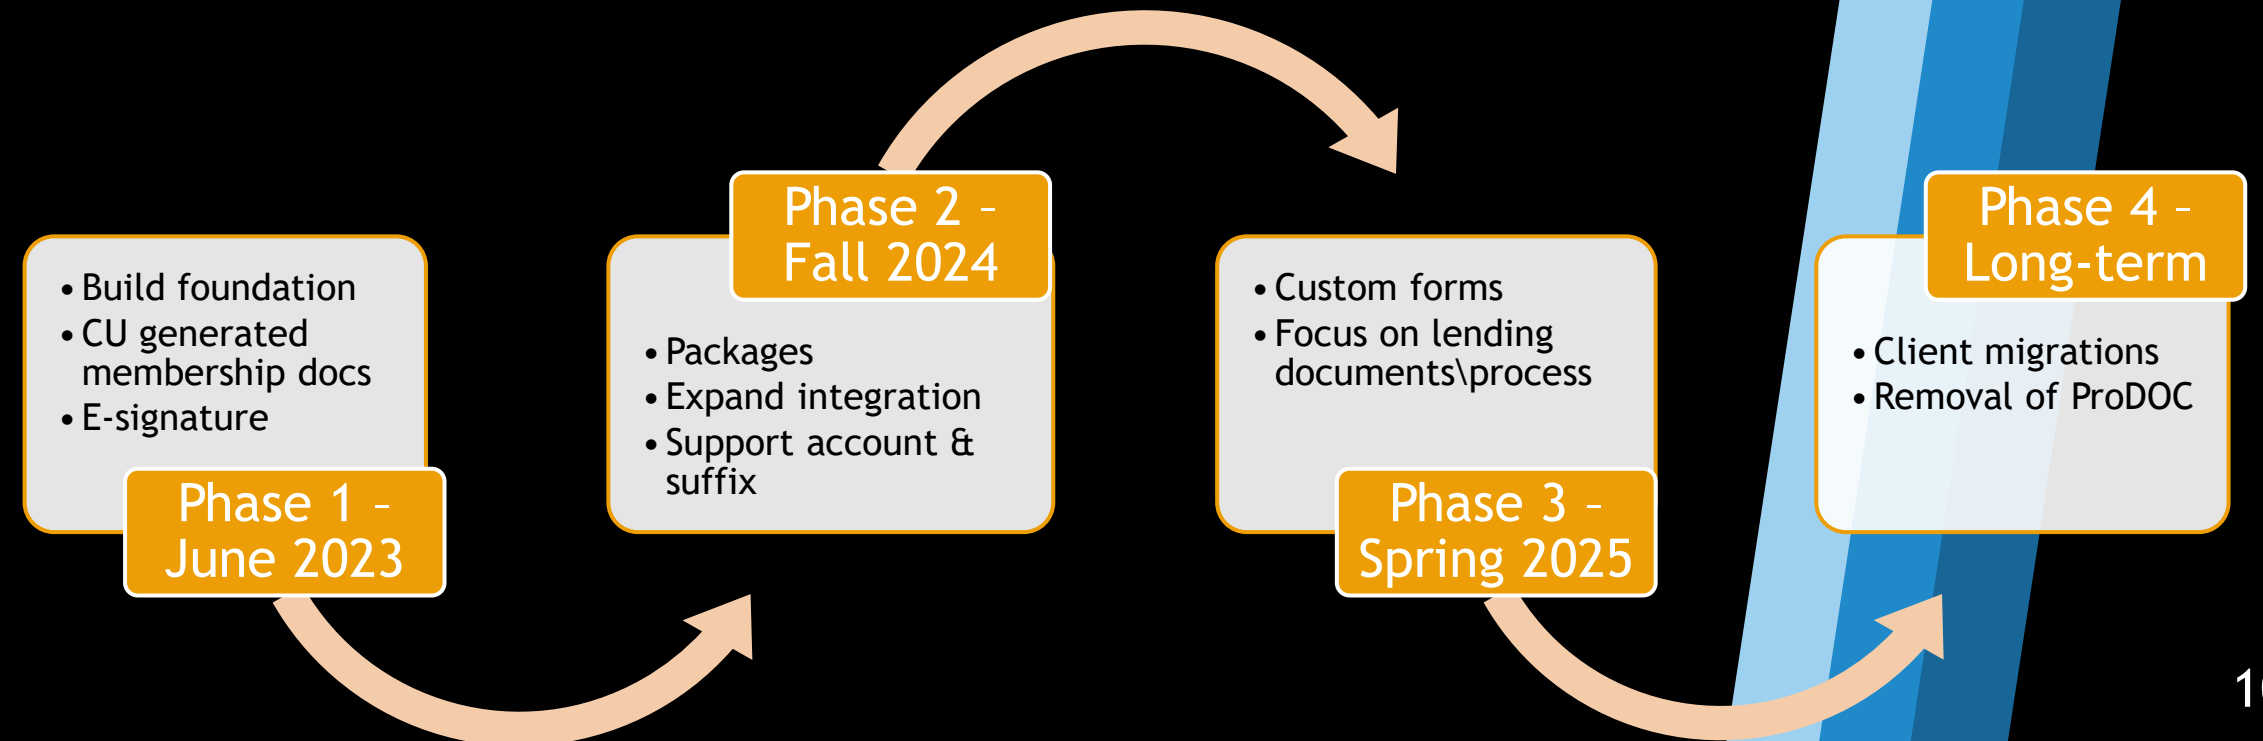 • Build foundation
• CU generated
membership docs
• E-signature
Phase 1 –
June 2023
Phase 2 –
Fall 2024
• Packages
• Expand integration
• Support account &
suffix
• Custom forms
• Focus on lending
documents\process
Phase 3 –
Spring 2025
Phase 4 –
Long-term
• Client migrations
• Removal of ProDOC